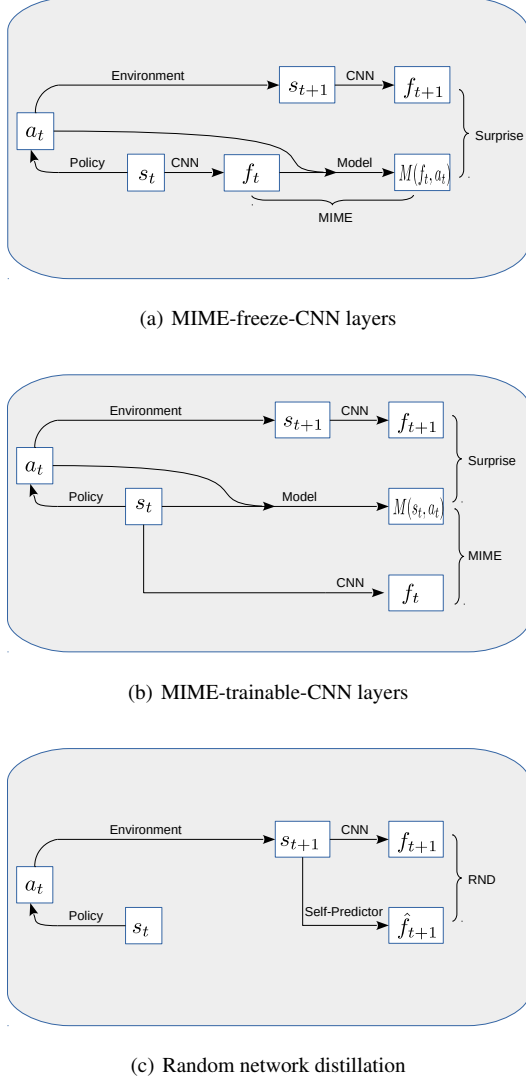 Environment
s_{t+1}
CNN
f_{t+1}
a_t
Surprise
Policy
s_t
CNN
f_t
Model
M(f_t, a_t)
MIME
(a) MIME-freeze-CNN layers
Environment
s_{t+1}
CNN
f_{t+1}
a_t
Surprise
Policy
s_t
Model
M(s_t, a_t)
MIME
CNN
f_t
(b) MIME-trainable-CNN layers
Environment
s_{t+1}
CNN
f_{t+1}
a_t
RND
Policy
s_t
Self-Predictor
\hat{f}_{t+1}
(c) Random network distillation